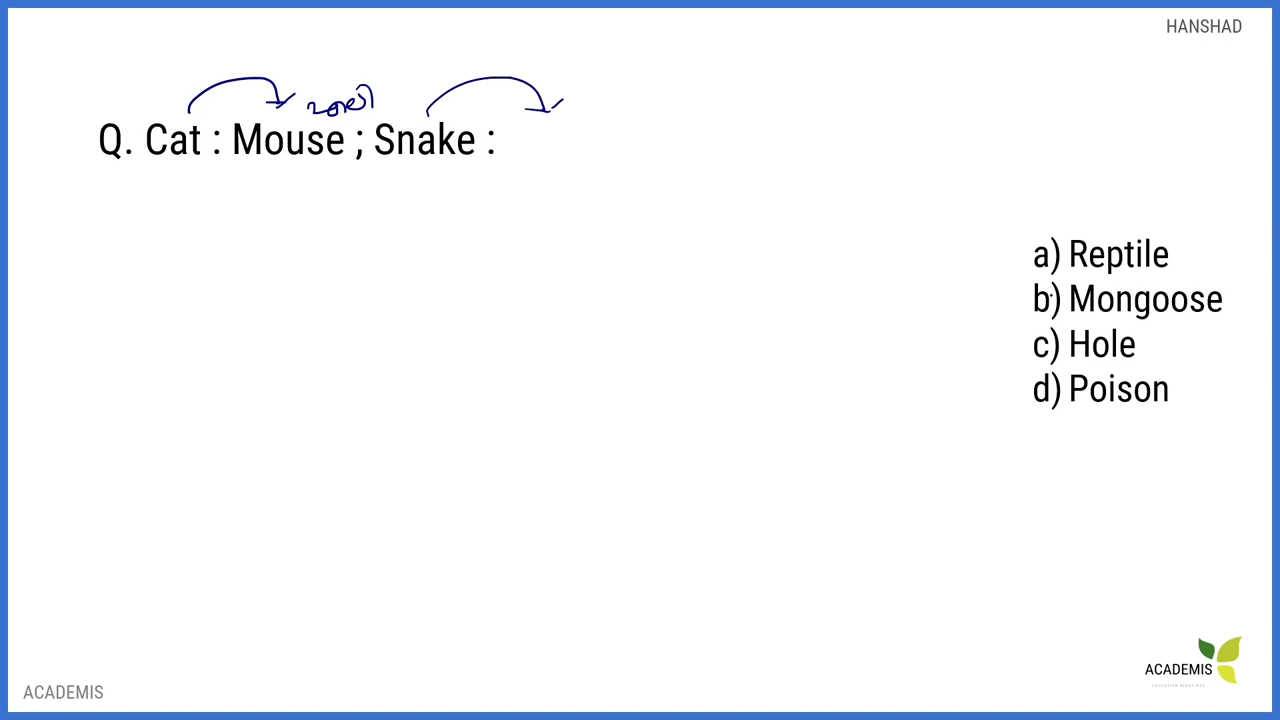 HANSHAD
Q. Cat : Mouse ; Snake :
a) Reptile
b) Mongoose
c) Hole
d) Poison
ACADEMIS
ACADEMIS